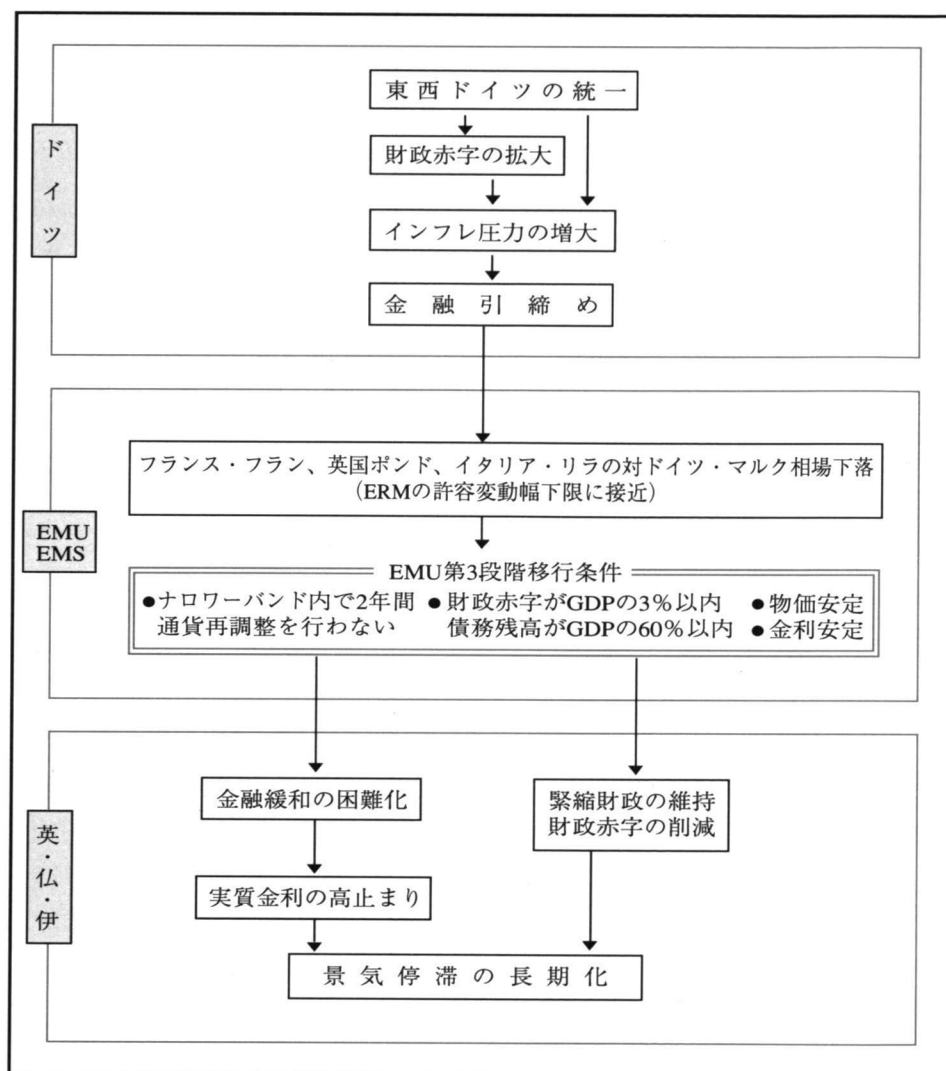 ドイツ
東西ドイツの統一
財政赤字の拡大
インフレ圧力の増大
金融引締め
EMU
EMS
フランス・フラン、英国ポンド、イタリア・リラの対ドイツ・マルク相場下落
(ERMの許容変動幅下限に接近)
EMU第3段階移行条件
●ナロワーバンド内で2年間
通貨再調整を行わない
●財政赤字がGDPの3%以内
債務残高がGDPの60%以内
●物価安定
●金利安定
英・仏・伊
金融緩和の困難化
実質金利の高止まり
緊縮財政の維持
財政赤字の削減
景気停滞の長期化